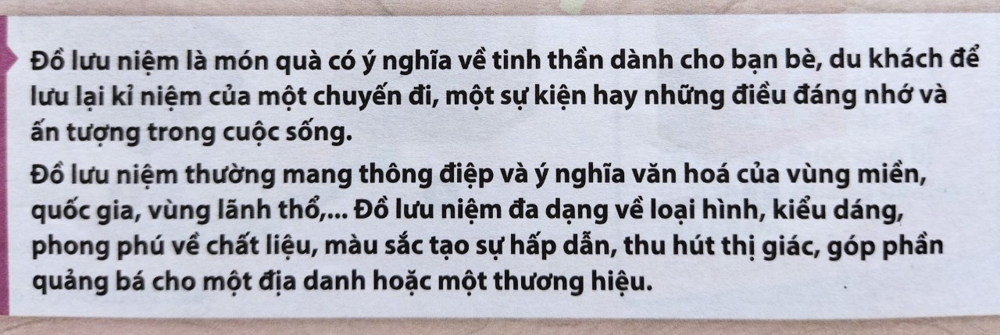 Đồ lưu niệm là món quà có ý nghĩa về tinh thần dành cho bạn bè, du khách để
lưu lại kỉ niệm của một chuyến đi, một sự kiện hay những điều đáng nhớ và
ấn tượng trong cuộc sống.
Đồ lưu niệm thường mang thông điệp và ý nghĩa văn hoá của vùng miền,
quốc gia, vùng lãnh thổ,... Đồ lưu niệm đa dạng về loại hình, kiểu dáng,
phong phú về chất liệu, màu sắc tạo sự hấp dẫn, thu hút thị giác, góp phần
quảng bá cho một địa danh hoặc một thương hiệu.